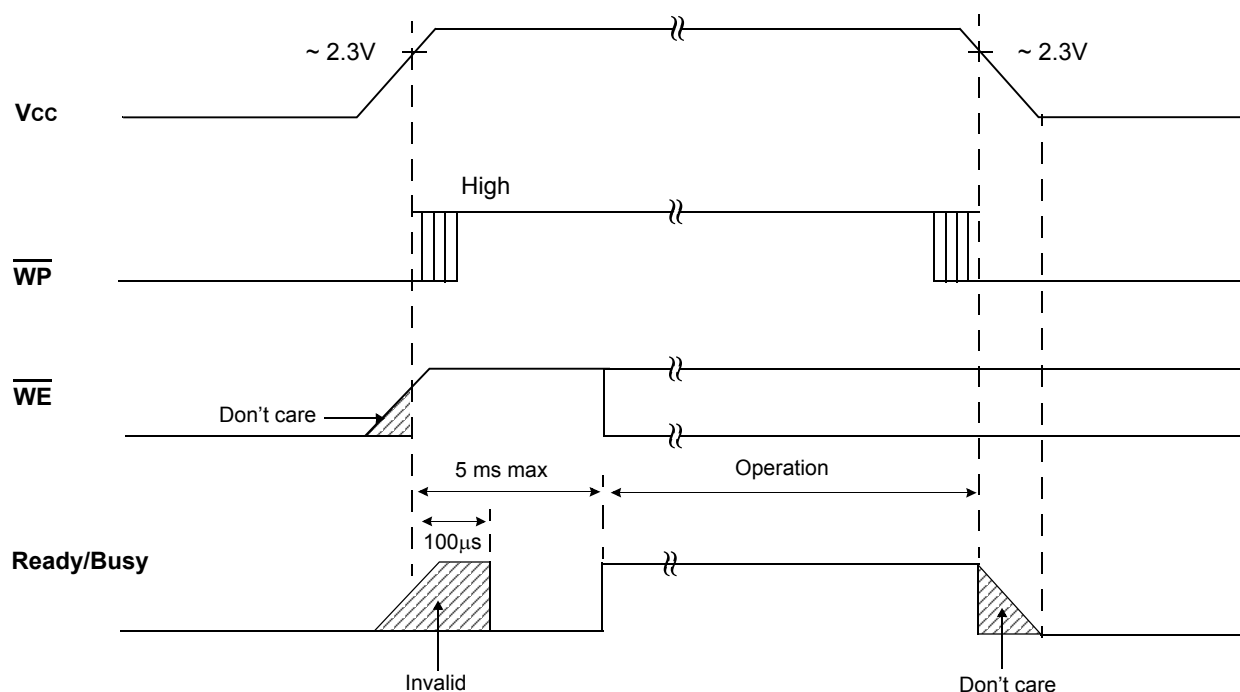 ~ 2.3V
~ 2.3V
Vcc
High
WP
WE
Don't care
5 ms max
Operation
100μs
Ready/Busy
Invalid
Don't care